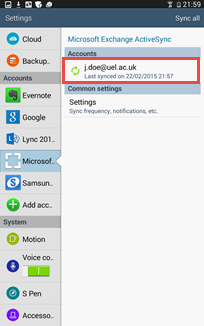 21:59
Settings
Sync all
Cloud
Backup..
Accounts
Evernote
Lync 201..
Microsof..
Samsun..
Add acc..
System
Motion
Voice co..
S Pen
Accesso..
Microsoft Exchange ActiveSync
Accounts
j.doe@uel.ac.uk
Last synced on 22/02/2015 21:57
Common settings
Settings
Sync frequency, notifications, etc.